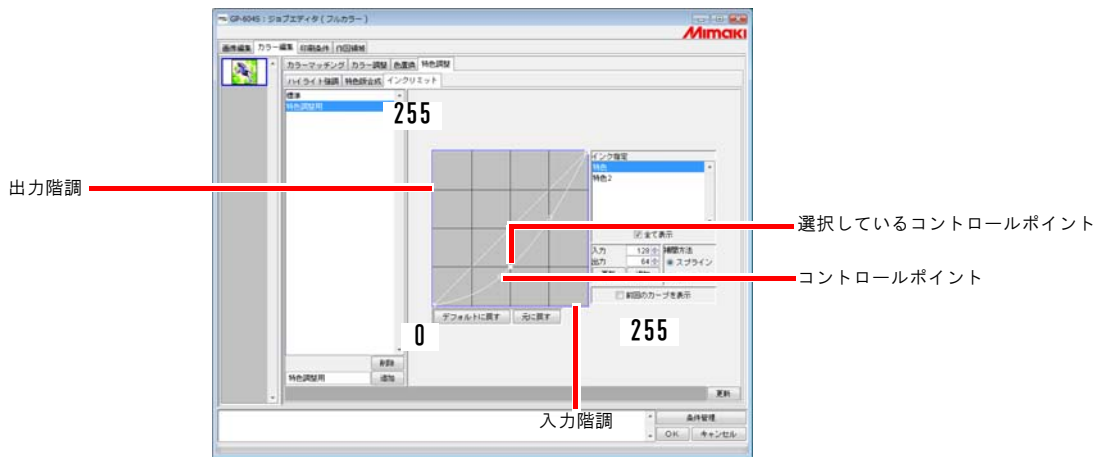 GP-604S：ジョブエディタ(フルカラー)
Mimaki
画像編集 カラー編集 印刷条件 作図機補
カラーマッチング カラー調整 色置換 特色調整
ハイライト強調 特色版合成 インクリミット
標準
特色調整用
255
インク指定
特色
特色2
出力階調
選択しているコントロールポイント
全て表示
入力 128 補間方法
出力 64 スプライン
更新 追加
コントロールポイント
前回のカーブを表示
デフォルトに戻す 元に戻す
0
255
削除
特色調整用 追加
更新
入力階調
条件管理
OK キャンセル